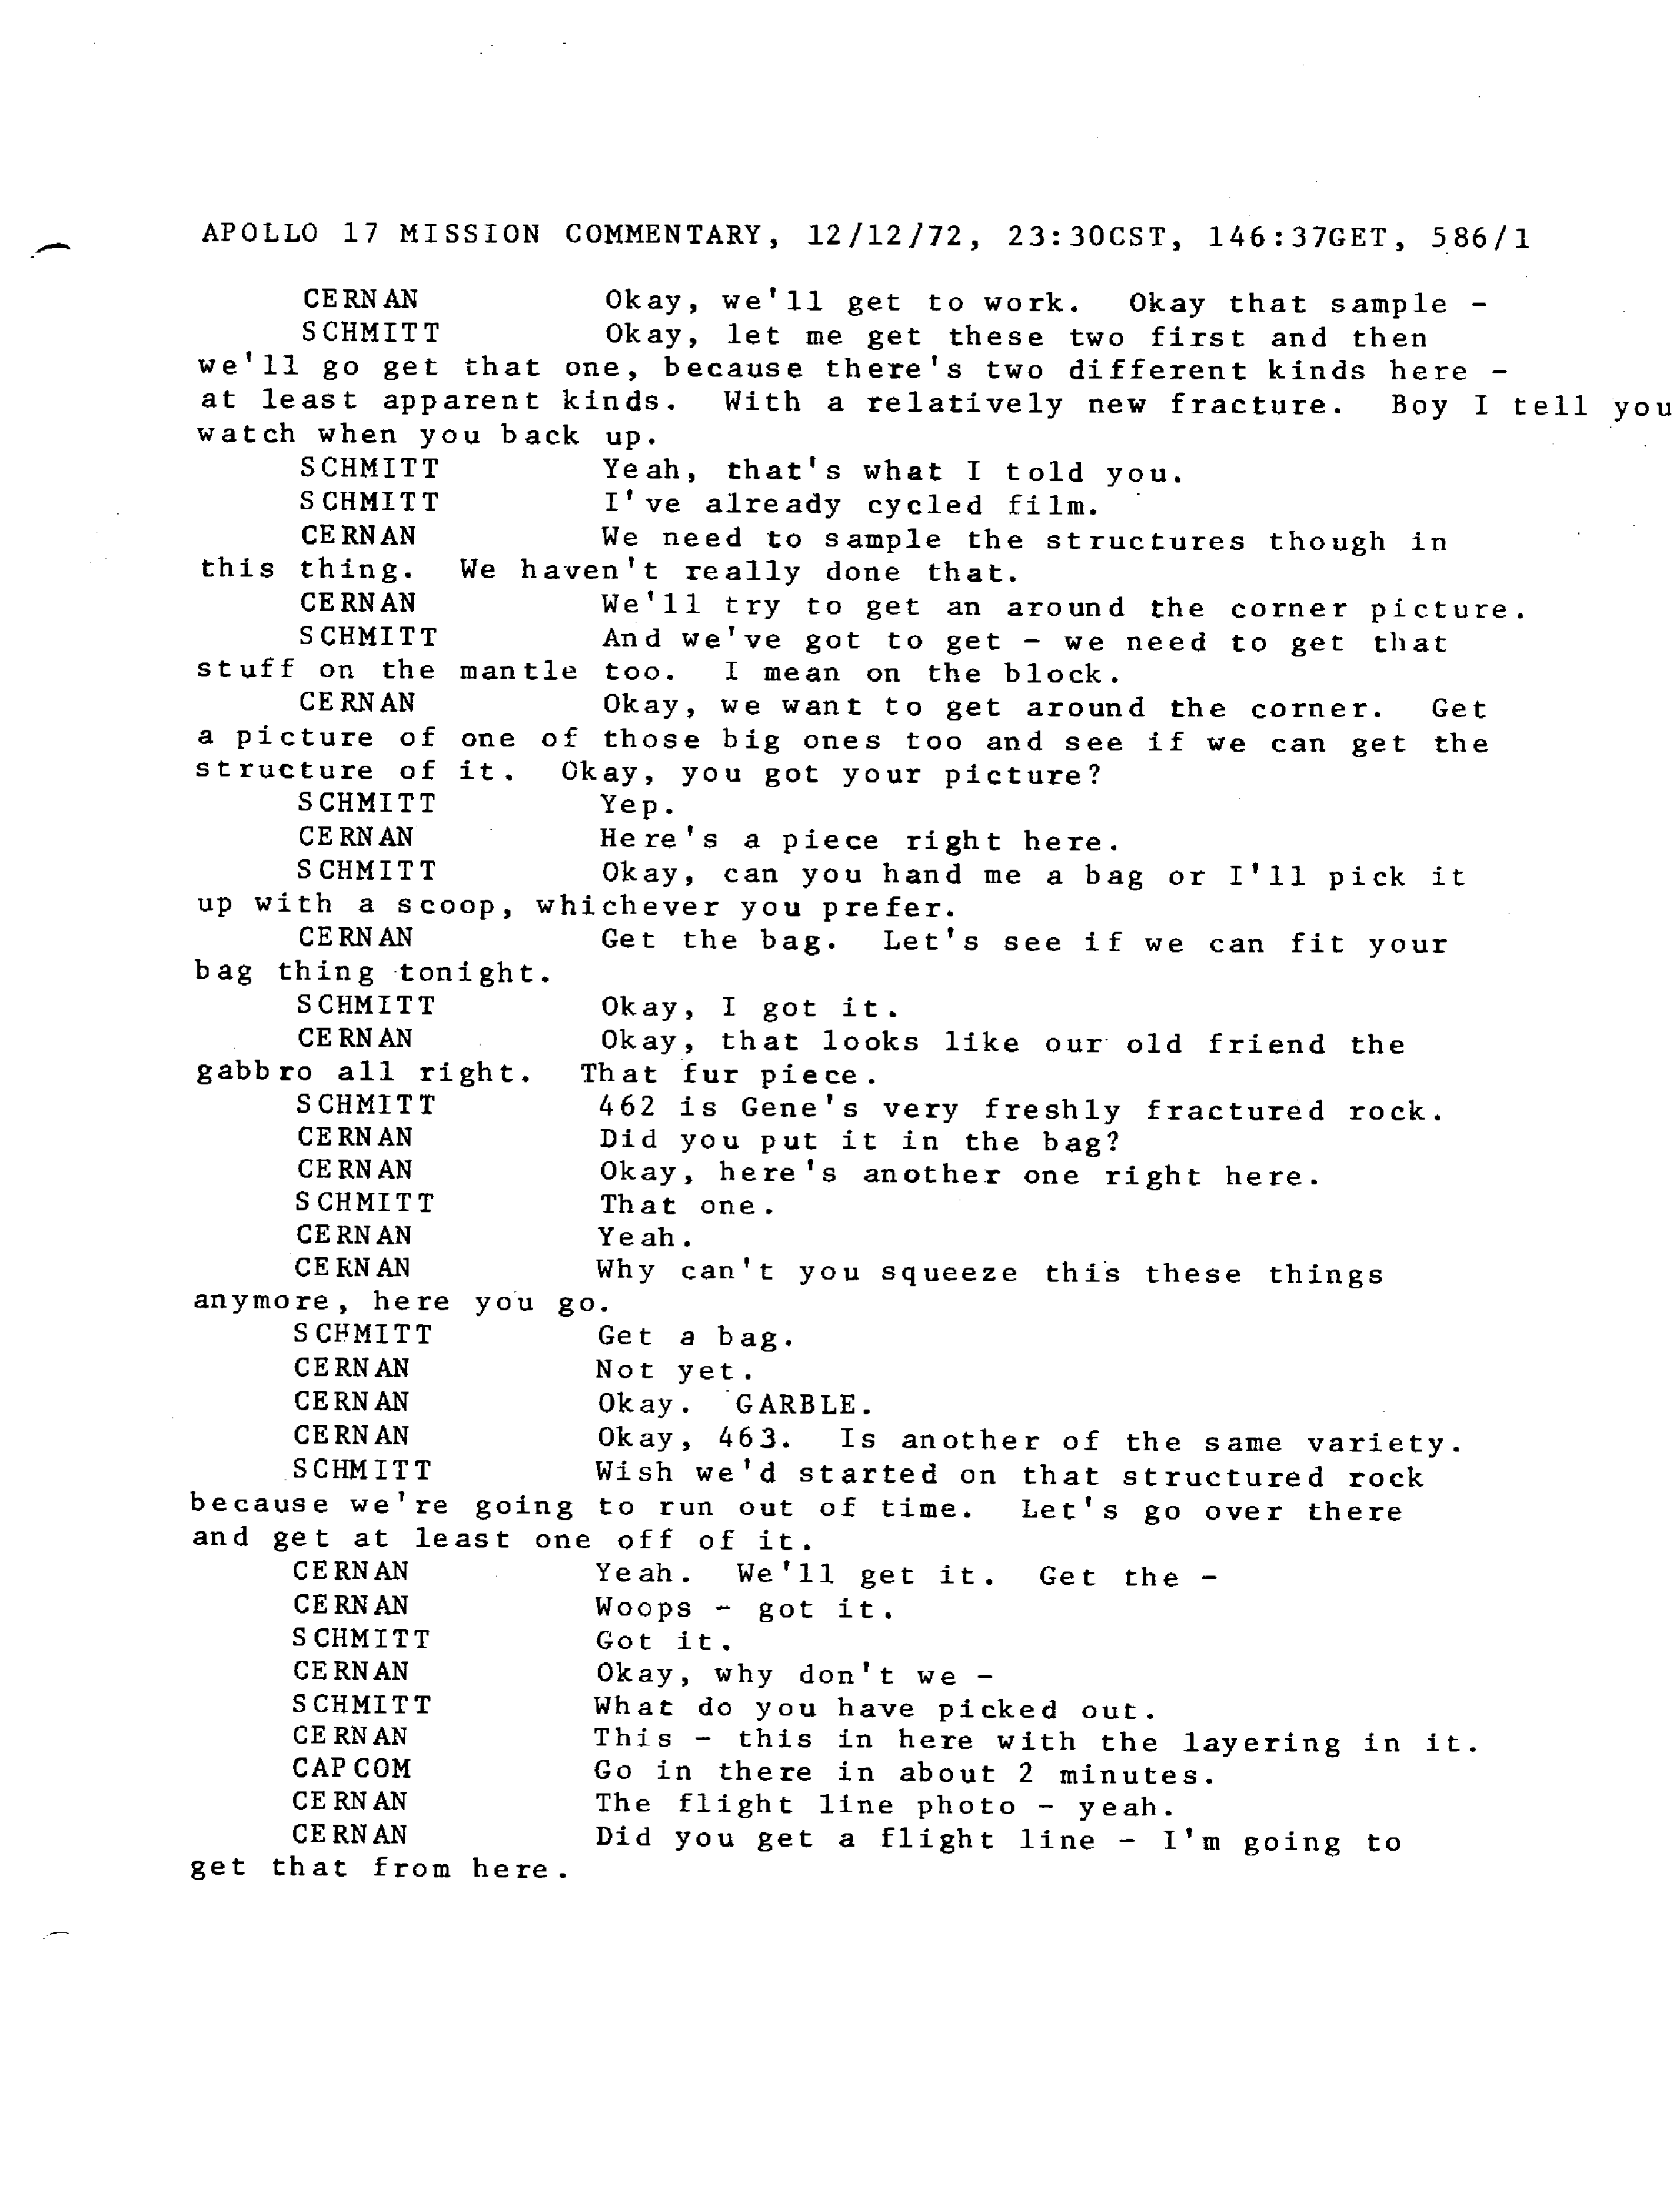 APOLLO 17 MISSION COMMENTARY, 12/12/72, 23:30CST, 146:37GET, 586/1
CERNAN Okay, we'll get to work. Okay that sample -
SCHMITT Okay, let me get these two first and then
we'll go get that one, because there's two different kinds here -
at least apparent kinds. With a relatively new fracture. Boy I tell you
watch when you back up.
SCHMITT Yeah, that's what I told you.
SCHMITT I've already cycled film.
CERNAN We need to sample the structures though in
this thing. We haven't really done that.
CERNAN We'll try to get an around the corner picture.
SCHMITT And we've got to get - we need to get that
stuff on the mantle too. I mean on the block.
CERNAN Okay, we want to get around the corner. Get
a picture of one of those big ones too and see if we can get the
structure of it. Okay, you got your picture?
SCHMITT Yep.
CERNAN Here's a piece right here.
SCHMITT Okay, can you hand me a bag or I'll pick it
up with a scoop, whichever you prefer.
CERNAN Get the bag. Let's see if we can fit your
bag thing tonight.
SCHMITT Okay, I got it.
CERNAN Okay, that looks like our old friend the
gabbro all right. That fur piece.
SCHMITT 462 is Gene's very freshly fractured rock.
CERNAN Did you put it in the bag?
CERNAN Okay, here's another one right here.
SCHMITT That one.
CERNAN Yeah.
CERNAN Why can't you squeeze this these things
anymore, here you go.
SCHMITT Get a bag.
CERNAN Not yet.
CERNAN Okay. GARBLE.
CERNAN Okay, 463. Is another of the same variety.
SCHMITT Wish we'd started on that structured rock
because we're going to run out of time. Let's go over there
and get at least one off of it.
CERNAN Yeah. We'll get it. Get the -
CERNAN Woops - got it.
SCHMITT Got it.
CERNAN Okay, why don't we -
SCHMITT What do you have picked out.
CERNAN This - this in here with the layering in it.
CAPCOM Go in there in about 2 minutes.
CERNAN The flight line photo - yeah.
CERNAN Did you get a flight line - I'm going to
get that from here.